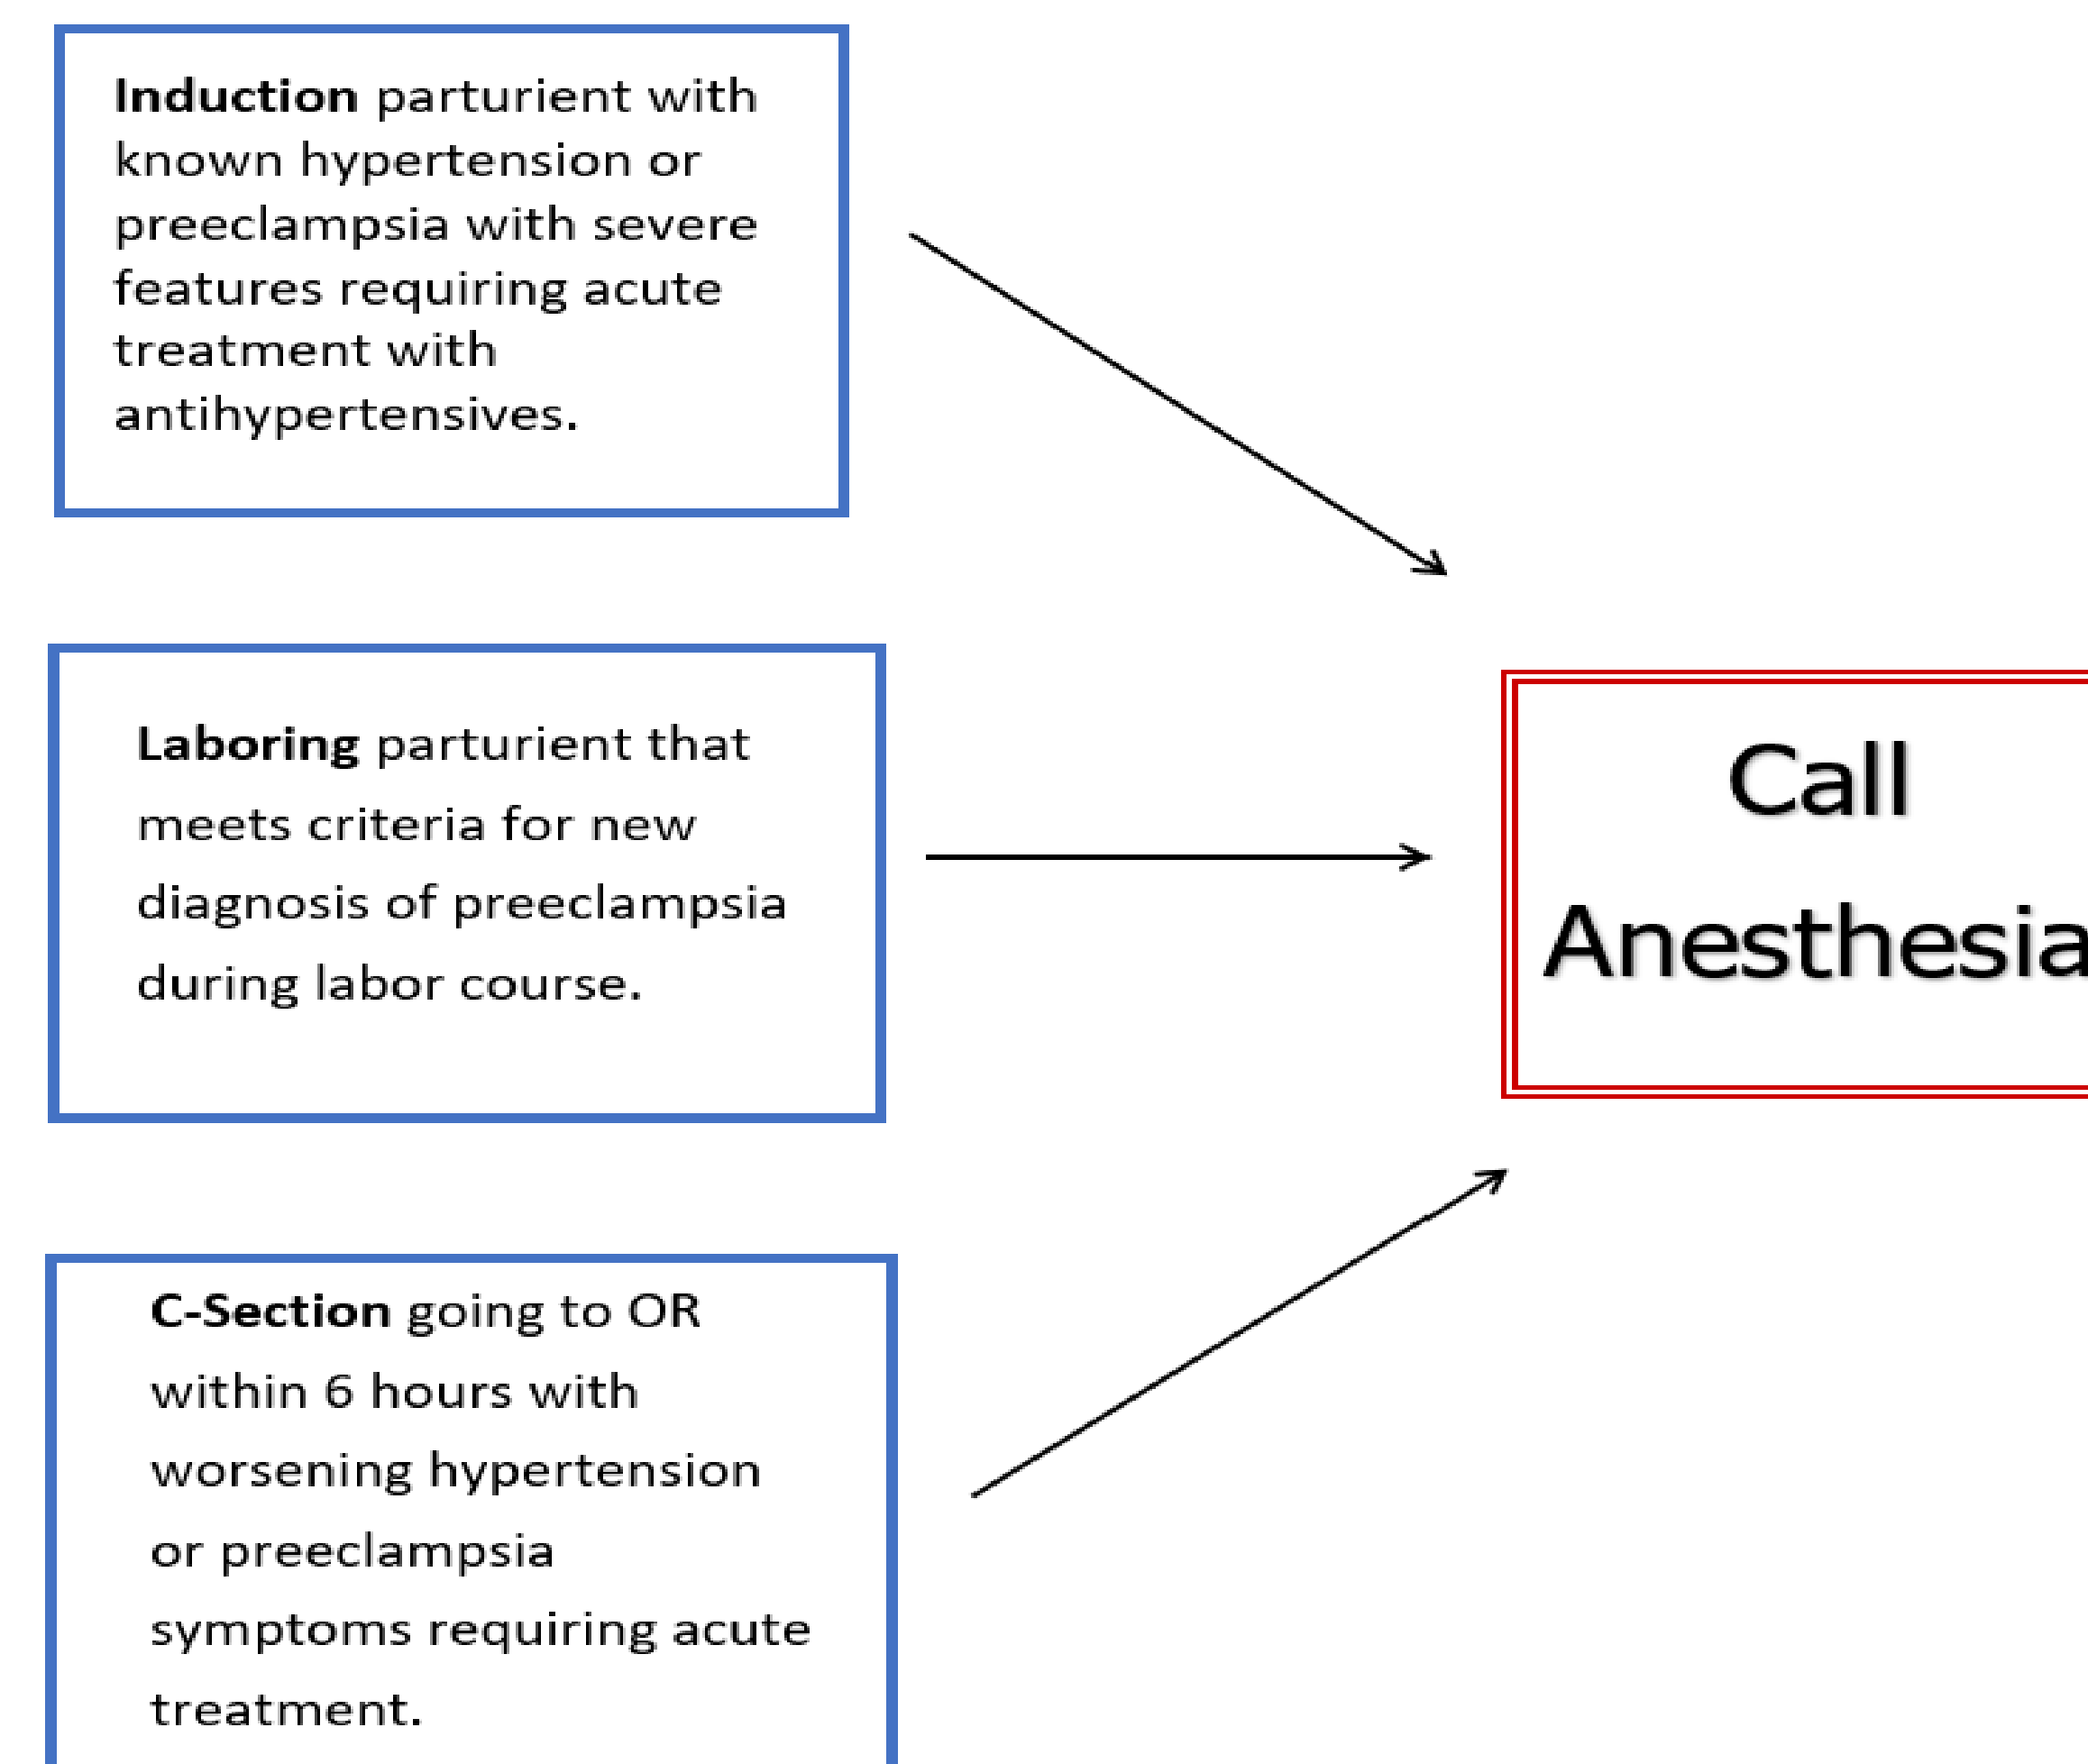 Induction parturient with
known hypertension or
preeclampsia with severe
features requiring acute
treatment with
antihypertensives.
Laboring parturient that
meets criteria for new
diagnosis of preeclampsia
during labor course.
C-Section going to OR
within 6 hours with
worsening hypertension
or preeclampsia
symptoms requiring acute
treatment.
Call
Anesthesia